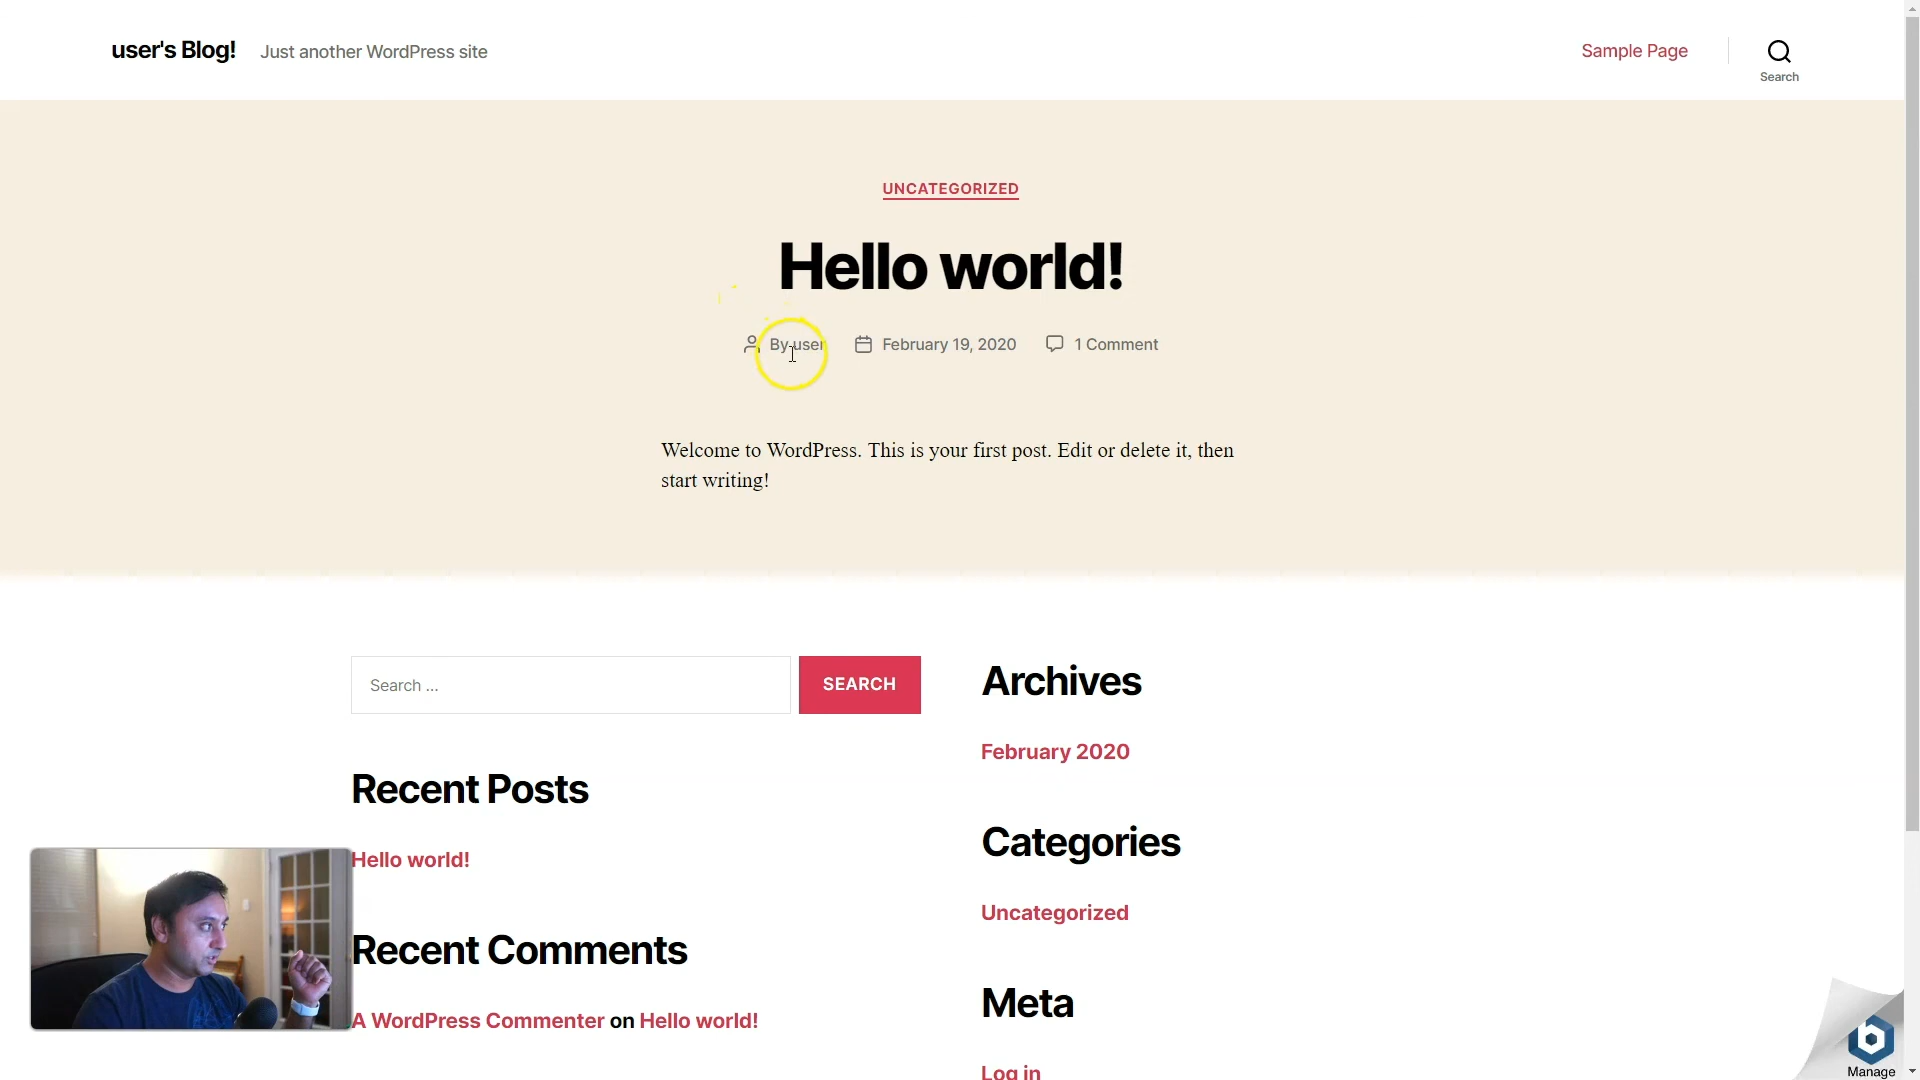 user's Blog! Just another WordPress site
Sample Page
Search
UNCATEGORIZED
Hello world!
By user February 19, 2020 1 Comment
Welcome to WordPress. This is your first post. Edit or delete it, then
start writing!
Search …
SEARCH
Recent Posts
Hello world!
Recent Comments
A WordPress Commenter on Hello world!
Archives
February 2020
Categories
Uncategorized
Meta
Log in
Manage